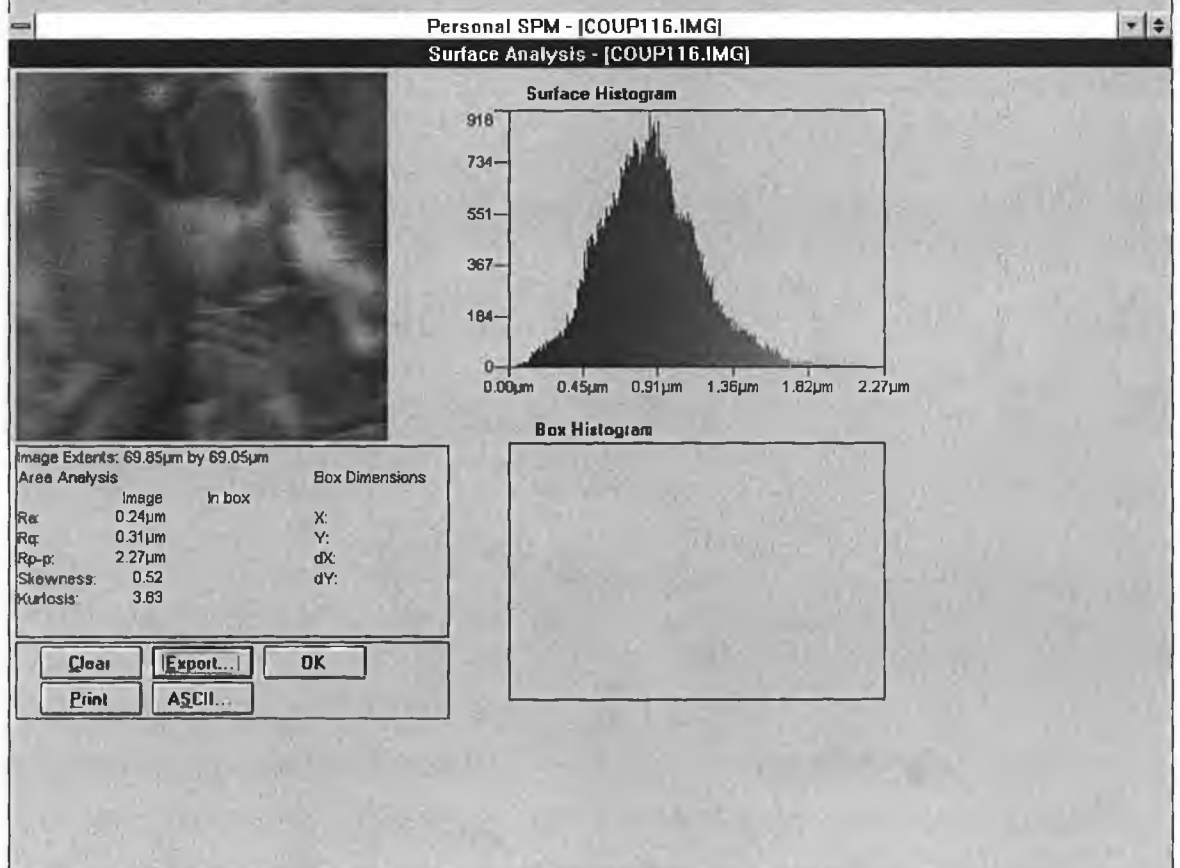 Personal SPM - [COUP116.IMG]
Surface Analysis - [COUP116.IMG]
Surface Histogram
918
734
551
367
184
0
0.00µm 0.45µm 0.91µm 1.36µm 1.82µm 2.27µm
Box Histogram
Image Extents: 69.85µm by 69.05µm
Area Analysis Box Dimensions
Image In box
Ra: 0.24µm X:
Rq: 0.31µm Y:
Rp-p: 2.27µm dX:
Skewness: 0.52 dY:
Kurtosis: 3.83
Clear Export... OK
Print ASCII...